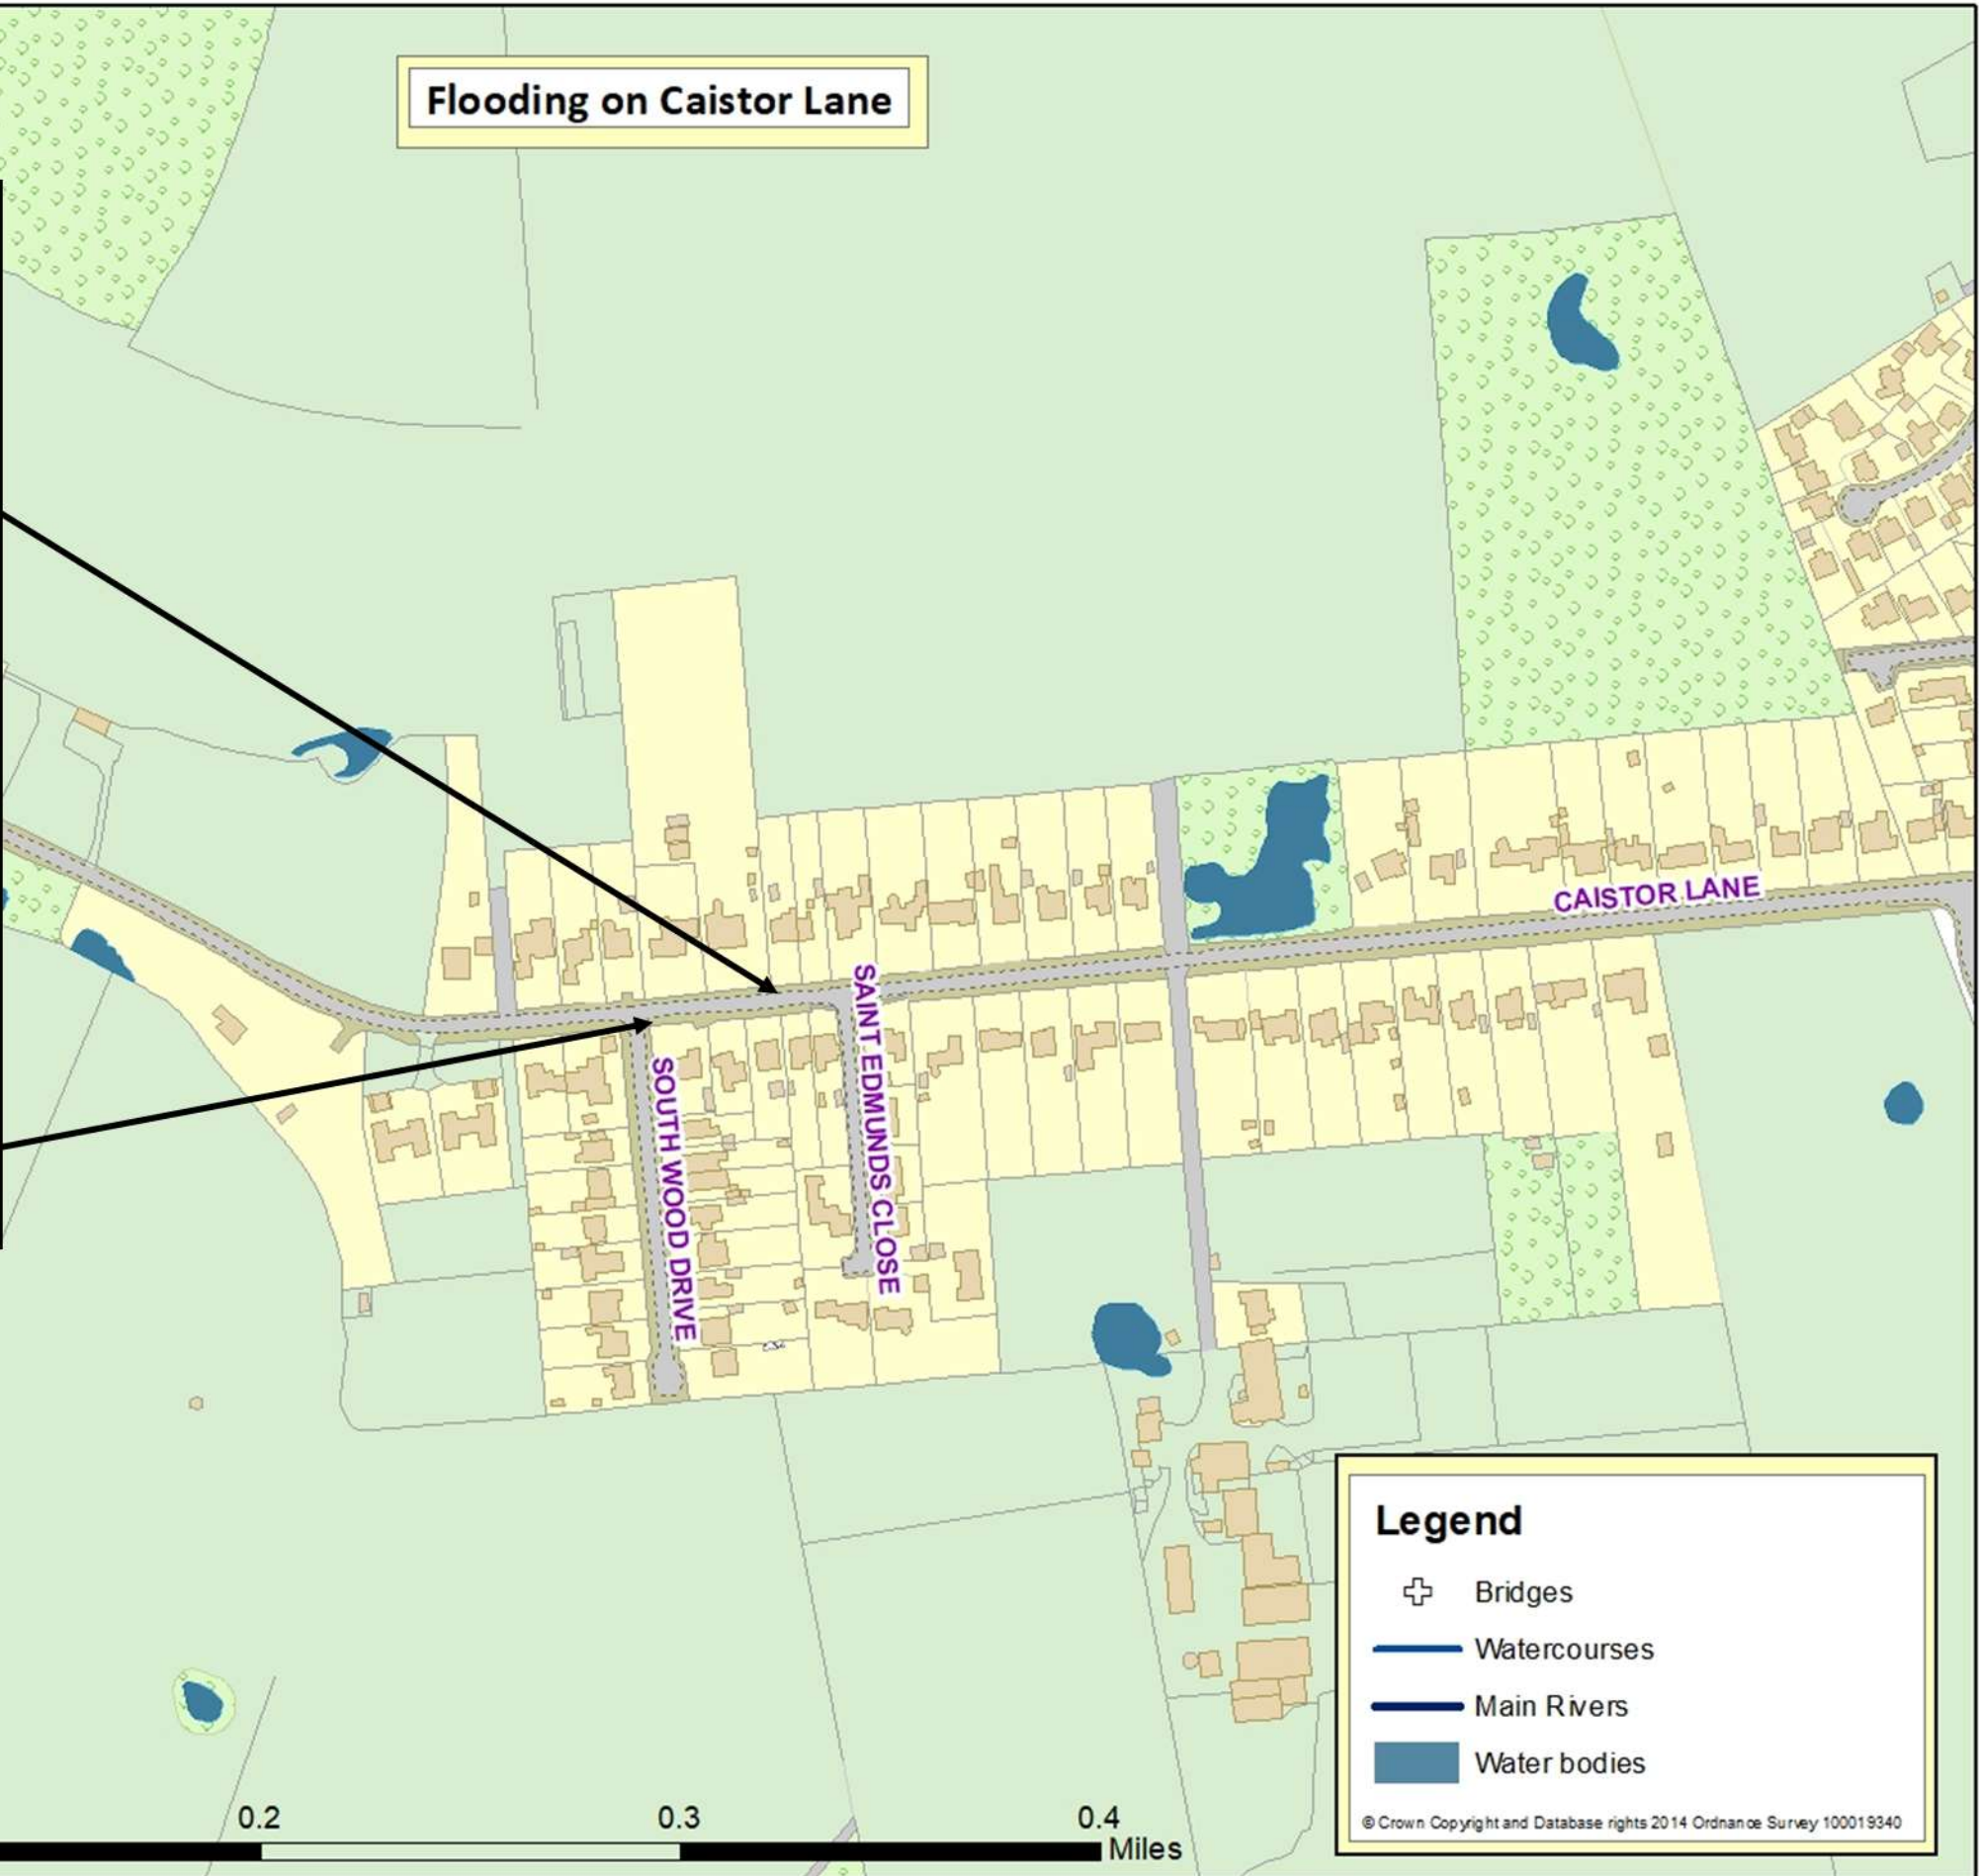 Flooding on Caistor Lane
CAISTOR LANE
SAINT EDMUNDS CLOSE
SOUTH WOOD DRIVE
Legend
Bridges
Watercourses
Main Rivers
Water bodies
© Crown Copyright and Database rights 2014 Ordnance Survey 100019340
0.2 0.3 0.4
Miles